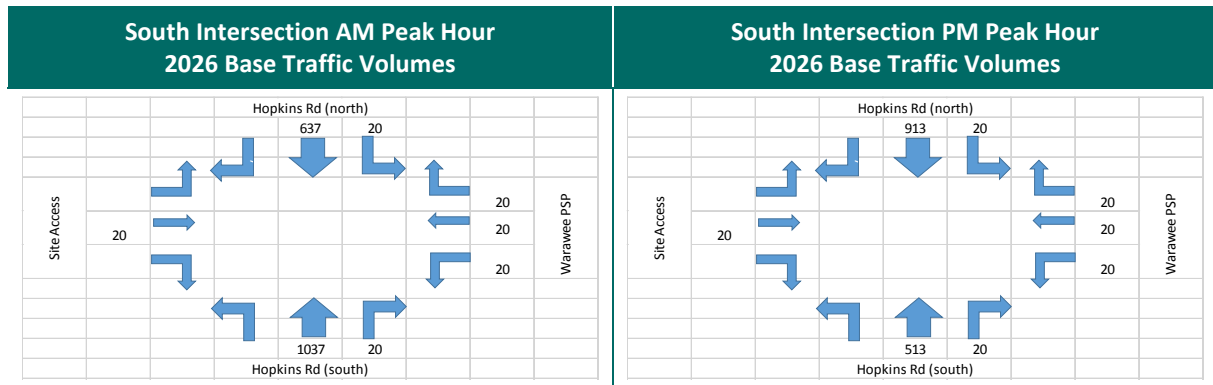 South Intersection AM Peak Hour
2026 Base Traffic Volumes
Hopkins Rd (north)
637 20
Site Access
20
20
20
20
Warawee PSP
1037 20
Hopkins Rd (south)
South Intersection PM Peak Hour
2026 Base Traffic Volumes
Hopkins Rd (north)
913 20
Site Access
20
20
20
20
Warawee PSP
513 20
Hopkins Rd (south)